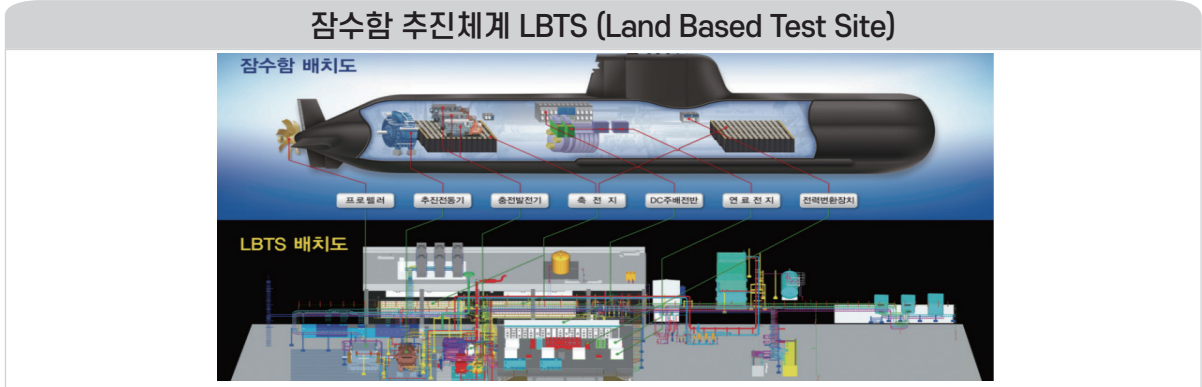 잠수함 추진체계 LBTS (Land Based Test Site)
잠수함 배치도
프로펠러 추진전동기 충전발전기 축 전 지 DC주배전반 연 료 전 지 전력변환장치
LBTS 배치도